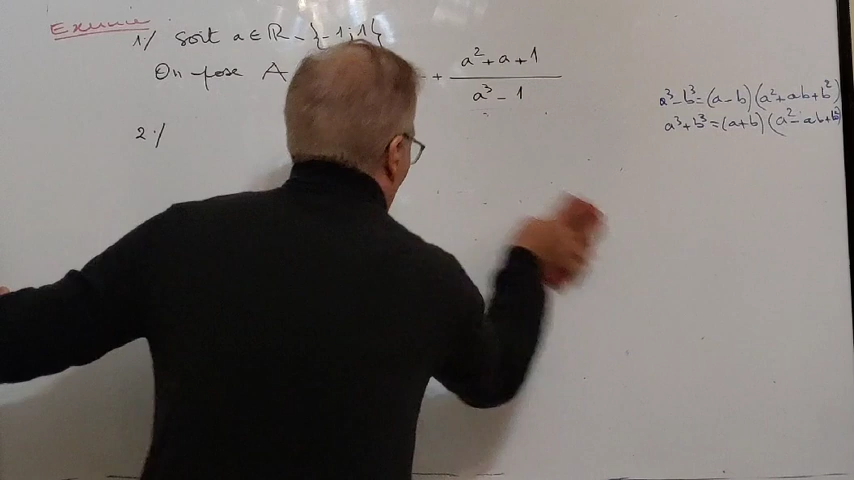 Exercice
1°/ soit a ∈ ℝ - {-1;1}
On pose A + (a² + a + 1)/(a³ - 1)
2°/
a³-b³=(a-b)(a²+ab+b²)
a³+b³=(a+b)(a²-ab+b²)